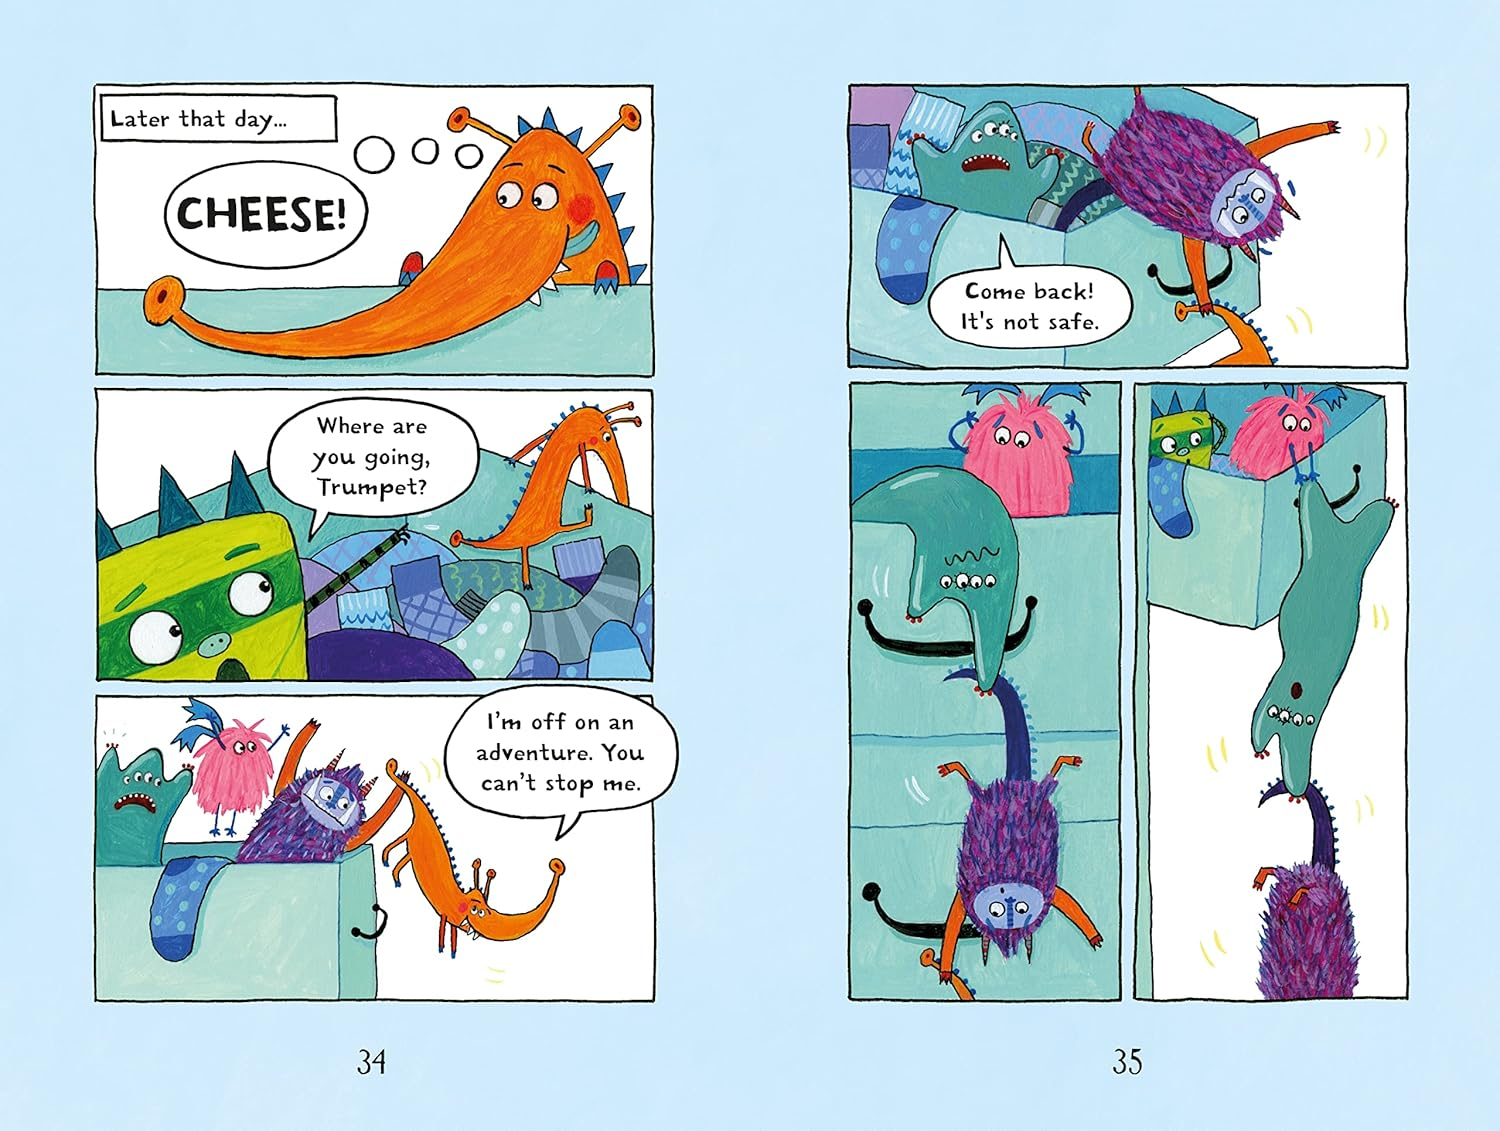 Later that day...
CHEESE!
Where are
you going,
Trumpet?
I'm off on an
adventure. You
can't stop me.
34
Come back!
It's not safe.
35